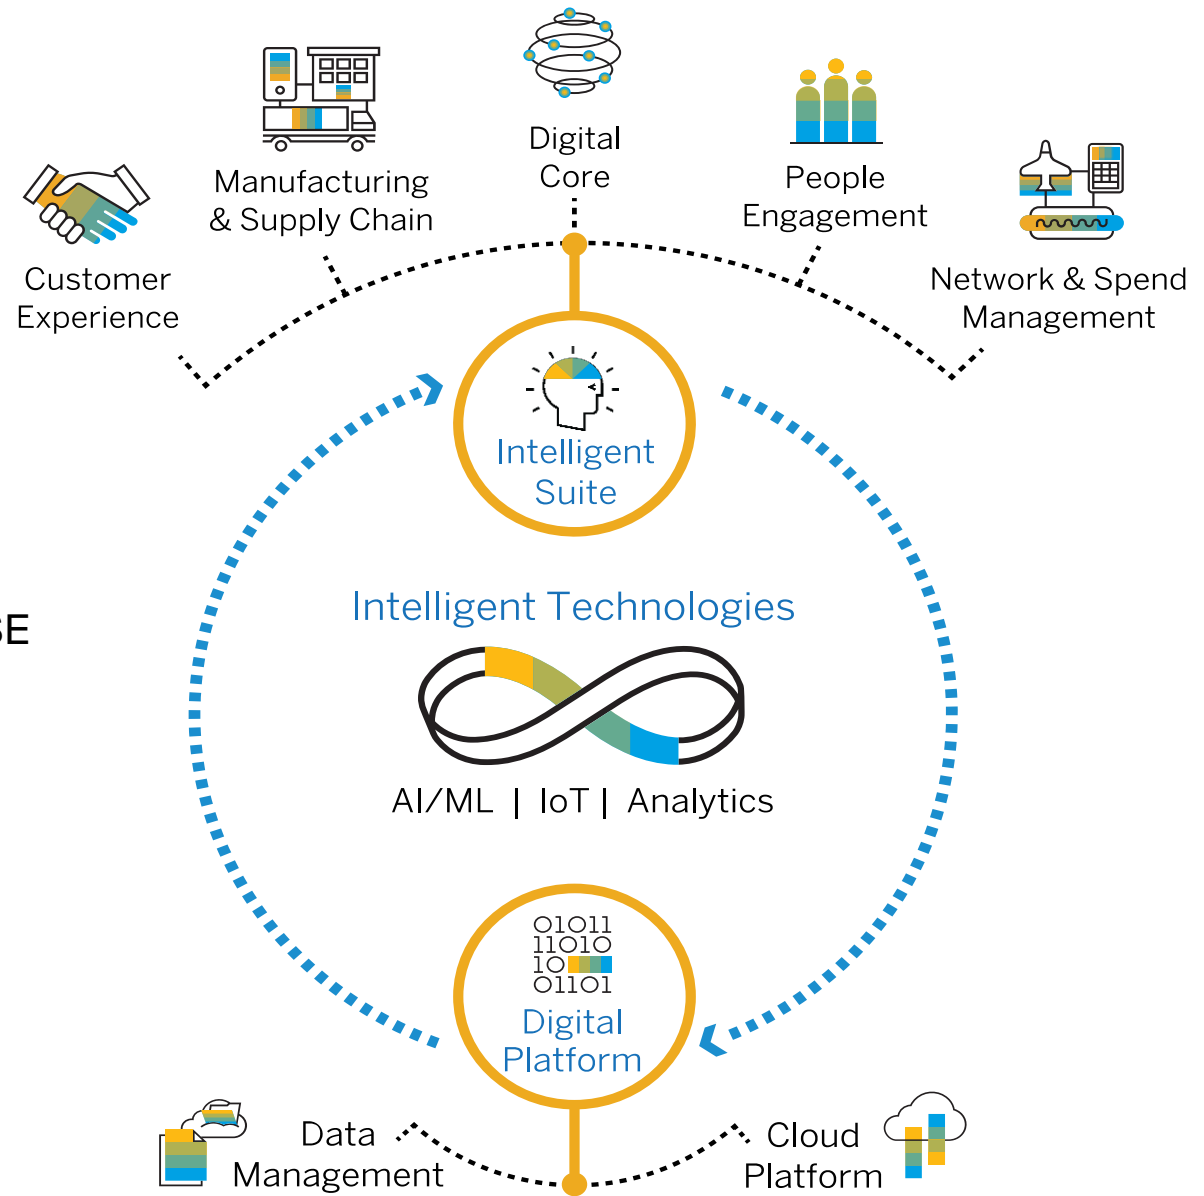 Digital
Core
Manufacturing
& Supply Chain
People
Engagement
Customer
Experience
Network & Spend
Management
Intelligent
Suite
Intelligent Technologies
SE
AI/ML | IoT | Analytics
01011
11010
10
01101
Digital
Platform
Data
Management
Cloud
Platform